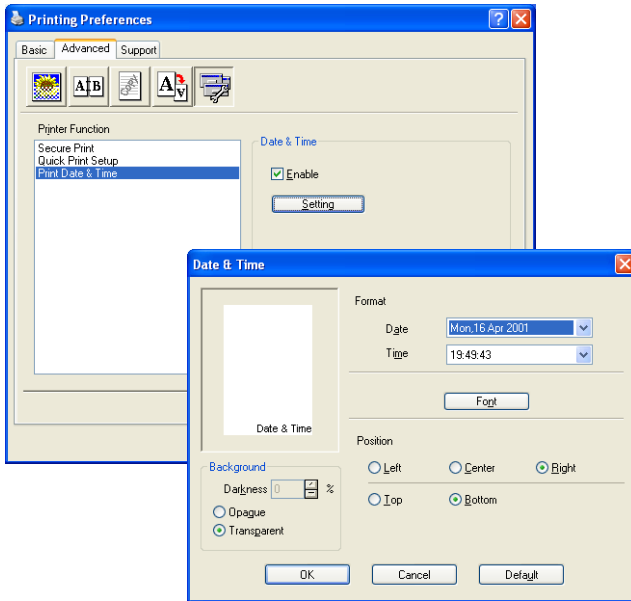 Printing Preferences
Basic Advanced Support
A B
A A
Printer Function
Secure Print
Quick Print Setup
Print Date & Time
Date & Time
Enable
Setting
Date & Time
Date & Time
Format
Date Mon,16 Apr 2001
Time 19:49:43
Font
Position
Left Center Right
Top Bottom
Background
Darkness 0 %
Opague
Transparent
OK Cancel Default